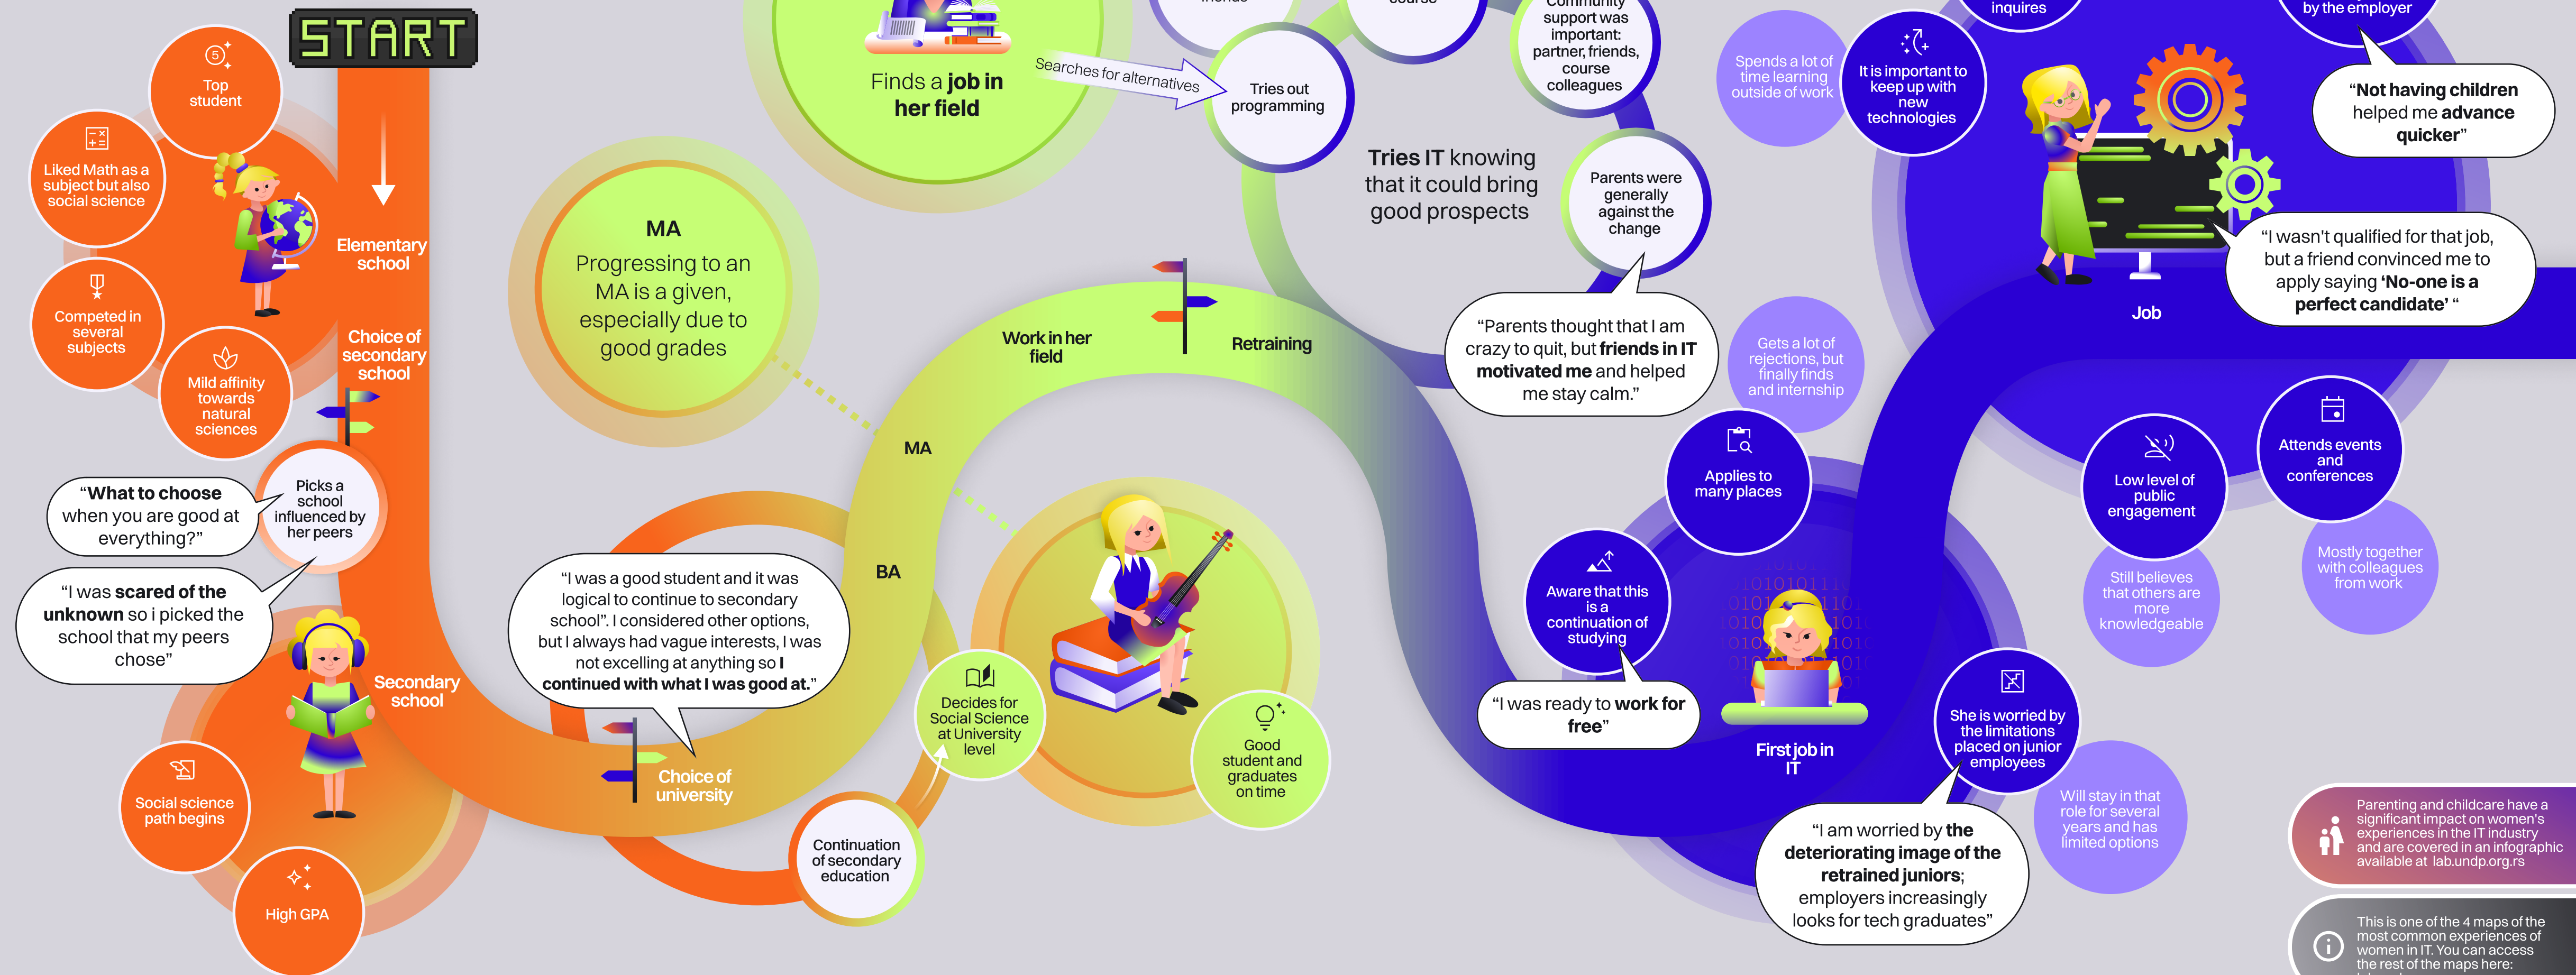 START
Top
student
Liked Math as a
subject but also
social science
Competed in
several
subjects
Mild affinity
towards
natural
sciences
Elementary
school
Choice of
secondary
school
Picks a
school
influenced by
her peers
“What to choose
when you are good at
everything?”
“I was scared of the
unknown so i picked the
school that my peers
chose”
Secondary
school
Social science
path begins
High GPA
“I was a good student and it was
logical to continue to secondary
school”. I considered other options,
but I always had vague interests, I was
not excelling at anything so I
continued with what I was good at.”
Choice of
university
Continuation
of secondary
education
Decides for
Social Science
at University
level
Good
student and
graduates
on time
BA
MA
MA
Progressing to an
MA is a given,
especially due to
good grades
Finds a job in
her field
Searches for alternatives
Tries out
programming
Work in her
field
Retraining
Tries IT knowing
that it could bring
good prospects
Community
support was
important:
partner, friends,
course
colleagues
Parents were
generally
against the
change
“Parents thought that I am
crazy to quit, but friends in IT
motivated me and helped
me stay calm.”
Gets a lot of
rejections, but
finally finds
and internship
Applies to
many places
Aware that this
is a
continuation of
studying
“I was ready to work for
free”
First job in
IT
She is worried by
the limitations
placed on junior
employees
“I am worried by the
deteriorating image of the
retrained juniors;
employers increasingly
looks for tech graduates”
Will stay in that
role for several
years and has
limited options
Spends a lot of
time learning
outside of work
It is important to
keep up with
new
technologies
inquires
by the employer
“Not having children
helped me advance
quicker”
“I wasn't qualified for that job,
but a friend convinced me to
apply saying ‘No-one is a
perfect candidate’ “
Job
Low level of
public
engagement
Still believes
that others are
more
knowledgeable
Attends events
and
conferences
Mostly together
with colleagues
from work
Parenting and childcare have a
significant impact on women's
experiences in the IT industry
and are covered in an infographic
available at lab.undp.org.rs
This is one of the 4 maps of the
most common experiences of
women in IT. You can access
the rest of the maps here: